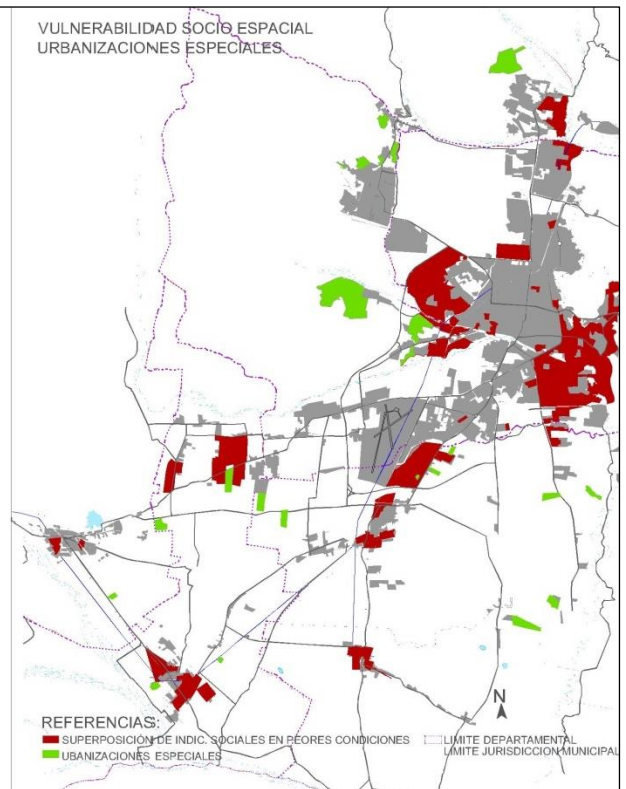 VULNERABILIDAD SOCIO ESPACIAL
URBANIZACIONES ESPECIALES
N
REFERENCIAS:
SUPERPOSICIÓN DE INDIC. SOCIALES EN PEORES CONDICIONES
UBANIZACIONES ESPECIALES
LIMITE DEPARTAMENTAL
LIMITE JURISDICCION MUNICIPAL